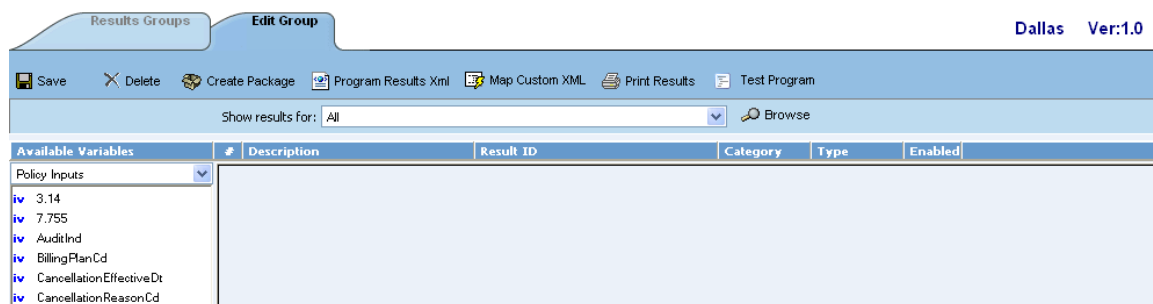 Results Groups Edit Group
Dallas Ver:1.0
Save Delete Create Package Program Results Xml Map Custom XML Print Results Test Program
Show results for: All Browse
Available Variables # Description Result ID Category Type Enabled
Policy Inputs
iv 3.14
iv 7.755
iv AuditInd
iv BillingPlanCd
iv CancellationEffectiveDt
iv CancellationReasonCd